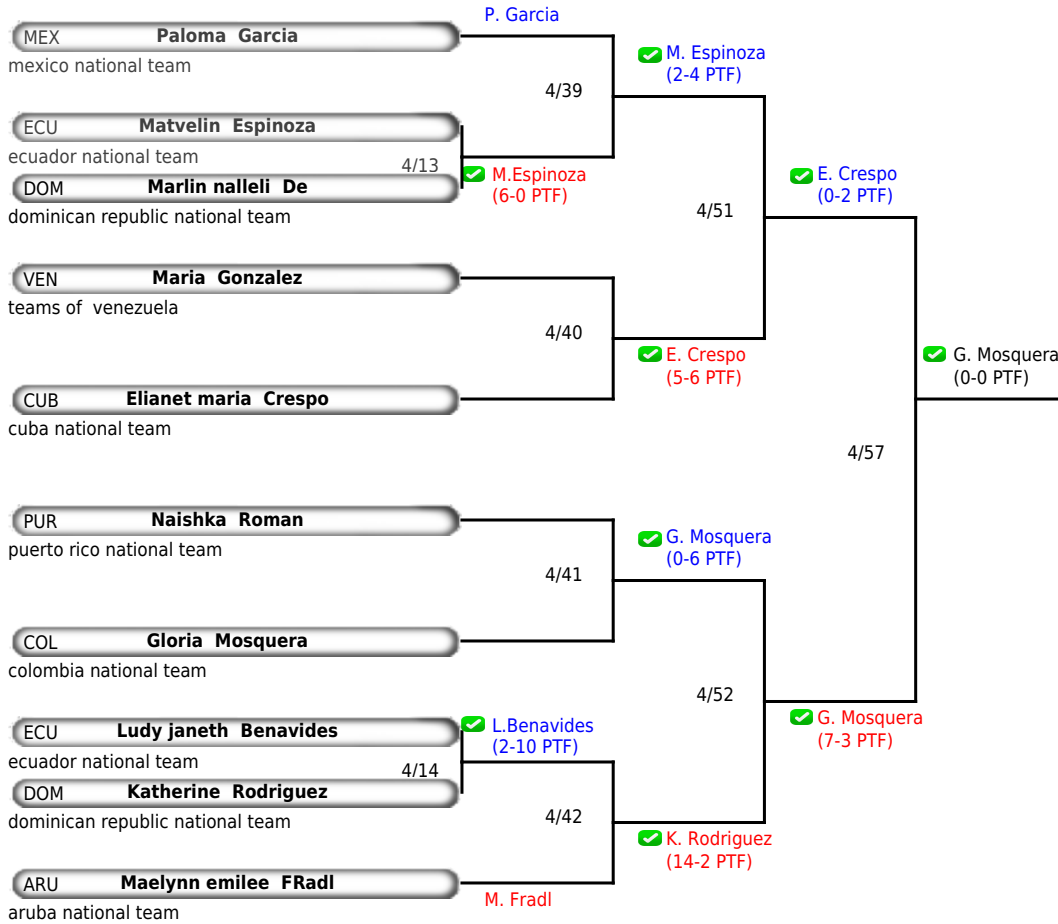 P. Garcia
MEX Paloma Garcia
mexico national team
4/39
M. Espinoza
(2-4 PTF)
ECU Matvelin Espinoza
ecuador national team
4/13
M.Espinoza
(6-0 PTF)
DOM Marlin nalleli De
dominican republic national team
4/51
E. Crespo
(0-2 PTF)
VEN Maria Gonzalez
teams of venezuela
4/40
E. Crespo
(5-6 PTF)
G. Mosquera
(0-0 PTF)
CUB Elianet maria Crespo
cuba national team
4/57
PUR Naishka Roman
puerto rico national team
G. Mosquera
(0-6 PTF)
4/41
COL Gloria Mosquera
colombia national team
4/52
G. Mosquera
(7-3 PTF)
ECU Ludy janeth Benavides
ecuador national team
L.Benavides
(2-10 PTF)
4/14
DOM Katherine Rodriguez
dominican republic national team
4/42
K. Rodriguez
(14-2 PTF)
ARU Maelynn emilee FRadl
aruba national team
M. Fradl